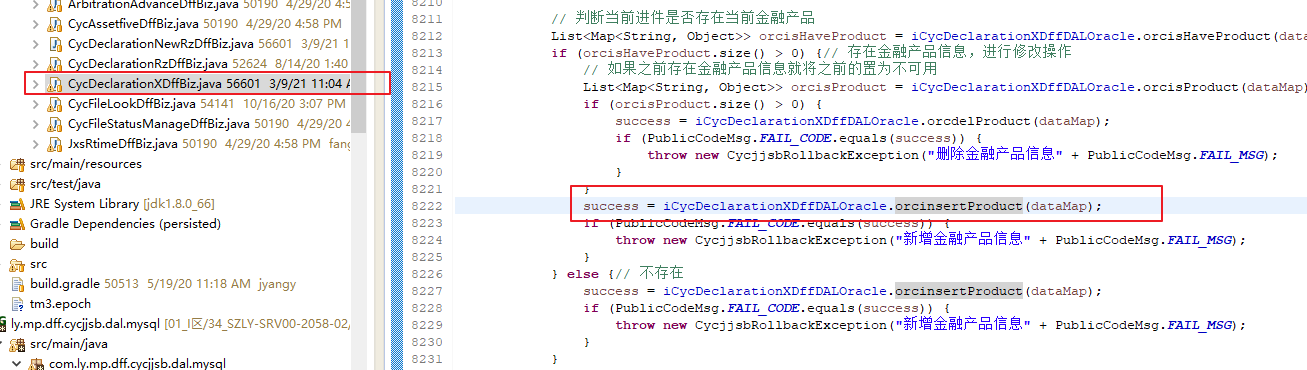 ArbitrationAdvanceDffBiz.java 50190 4/29/20 4:58 P
CycAssetfiveDffBiz.java 50190 4/29/20 4:58 PM
CycDeclarationNewRzDffBiz.java 56601 3/9/21 1
CycDeclarationRzDffBiz.java 52624 8/14/20 1:40
CycDeclarationXDffBiz.java 56601 3/9/21 11:04 A
CycFileLookDffBiz.java 54141 10/16/20 3:07 PM
CycFileStatusManageDffBiz.java 50190 4/29/20 4
JxsRtimeDffBiz.java 50190 4/29/20 4:58 PM fang
src/main/resources
src/test/java
JRE System Library [jdk1.8.0_66]
Gradle Dependencies (persisted)
build
src
build.gradle 50513 5/19/20 11:18 AM jyangy
tm3.epoch
ly.mp.dff.cycjjsb.dal.mysql [01_I区/34_SZLY-SRV00-2058-02/
src/main/java
com.ly.mp.dff.cycjjsb.dal.mysql
8210
8211 // 判断当前进件是否存在当前金融产品
8212 List<Map<String, Object>> orcisHaveProduct = iCycDeclarationXDffDALOracle.orcisHaveProduct(data
8213 if (orcisHaveProduct.size() > 0) {// 存在金融产品信息，进行修改操作
8214 // 如果之前存在金融产品信息就将之前的置为不可用
8215 List<Map<String, Object>> orcisProduct = iCycDeclarationXDffDALOracle.orcisProduct(dataMap)
8216 if (orcisProduct.size() > 0) {
8217 success = iCycDeclarationXDffDALOracle.orcdelProduct(dataMap);
8218 if (PublicCodeMsg.FAIL_CODE.equals(success)) {
8219 throw new CycjjsbRollbackException("删除金融产品信息" + PublicCodeMsg.FAIL_MSG);
8220 }
8221 }
8222 success = iCycDeclarationXDffDALOracle.orcinsertProduct(dataMap);
8223 if (PublicCodeMsg.FAIL_CODE.equals(success)) {
8224 throw new CycjjsbRollbackException("新增金融产品信息" + PublicCodeMsg.FAIL_MSG);
8225 }
8226 } else {// 不存在
8227 success = iCycDeclarationXDffDALOracle.orcinsertProduct(dataMap);
8228 if (PublicCodeMsg.FAIL_CODE.equals(success)) {
8229 throw new CycjjsbRollbackException("新增金融产品信息" + PublicCodeMsg.FAIL_MSG);
8230 }
8231 }